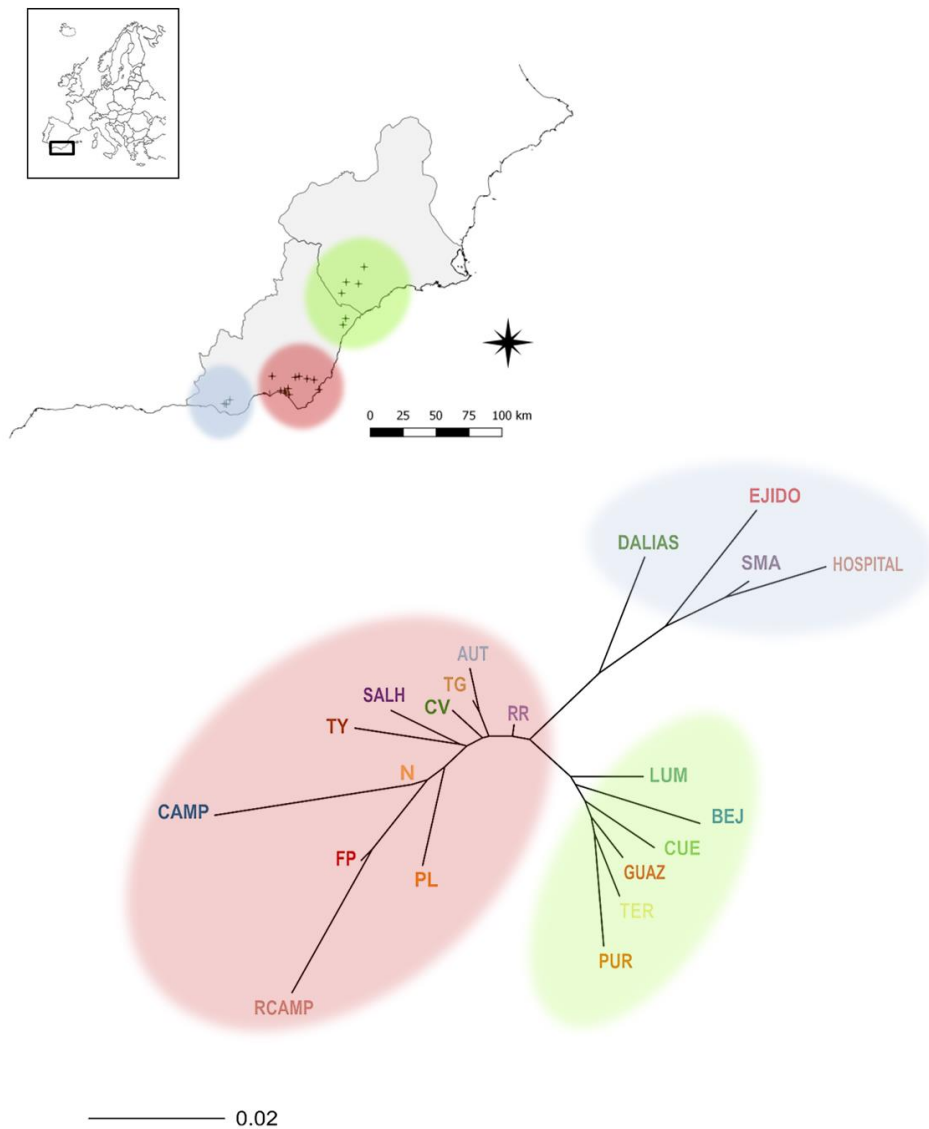 0 25 50 75 100 km
EJIDO
DALIAS
SMA
HOSPITAL
AUT
TG
SALH
CV
RR
TY
N
LUM
CAMP
BEJ
CUE
FP
GUAZ
PL
TER
PUR
RCAMP
0.02